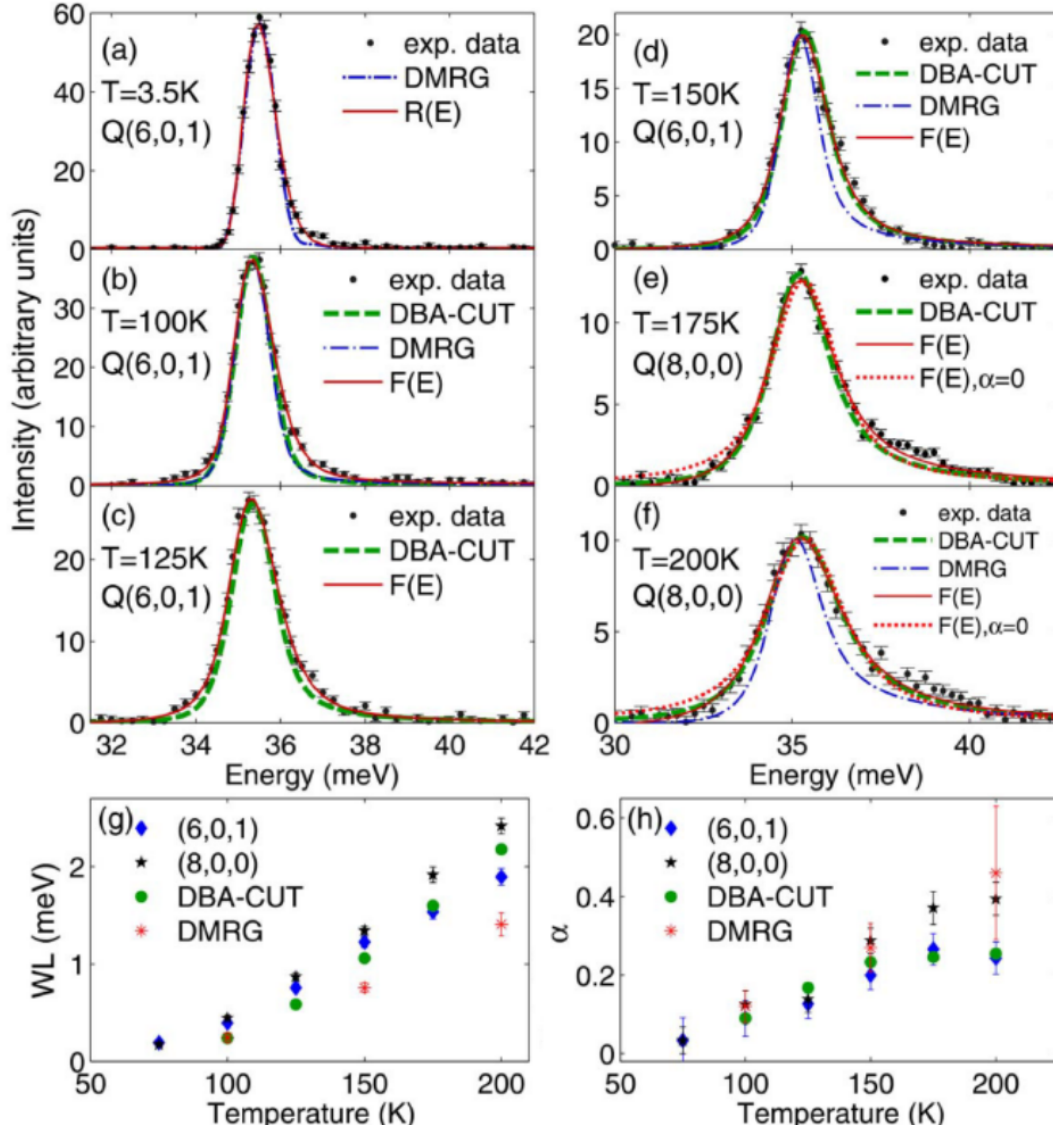 Intensity (arbitrary units)
60
40
20
0
(a)
T=3.5K
Q(6,0,1)
exp. data
DMRG
R(E)
30
20
10
0
(b)
T=100K
Q(6,0,1)
exp. data
DBA-CUT
DMRG
F(E)
20
10
0
(c)
T=125K
Q(6,0,1)
exp. data
DBA-CUT
F(E)
32 34 36 38 40 42
Energy (meV)
20
10
0
(d)
T=150K
Q(6,0,1)
exp. data
DBA-CUT
DMRG
F(E)
10
5
0
(e)
T=175K
Q(8,0,0)
exp. data
DBA-CUT
F(E)
F(E),α=0
10
5
0
(f)
T=200K
Q(8,0,0)
exp. data
DBA-CUT
DMRG
F(E)
F(E),α=0
30 35 40
Energy (meV)
WL (meV)
2
1
0
(g)
(6,0,1)
(8,0,0)
DBA-CUT
DMRG
50 100 150 200
Temperature (K)
α
0.6
0.4
0.2
0
(h)
(6,0,1)
(8,0,0)
DBA-CUT
DMRG
50 100 150 200
Temperature (K)